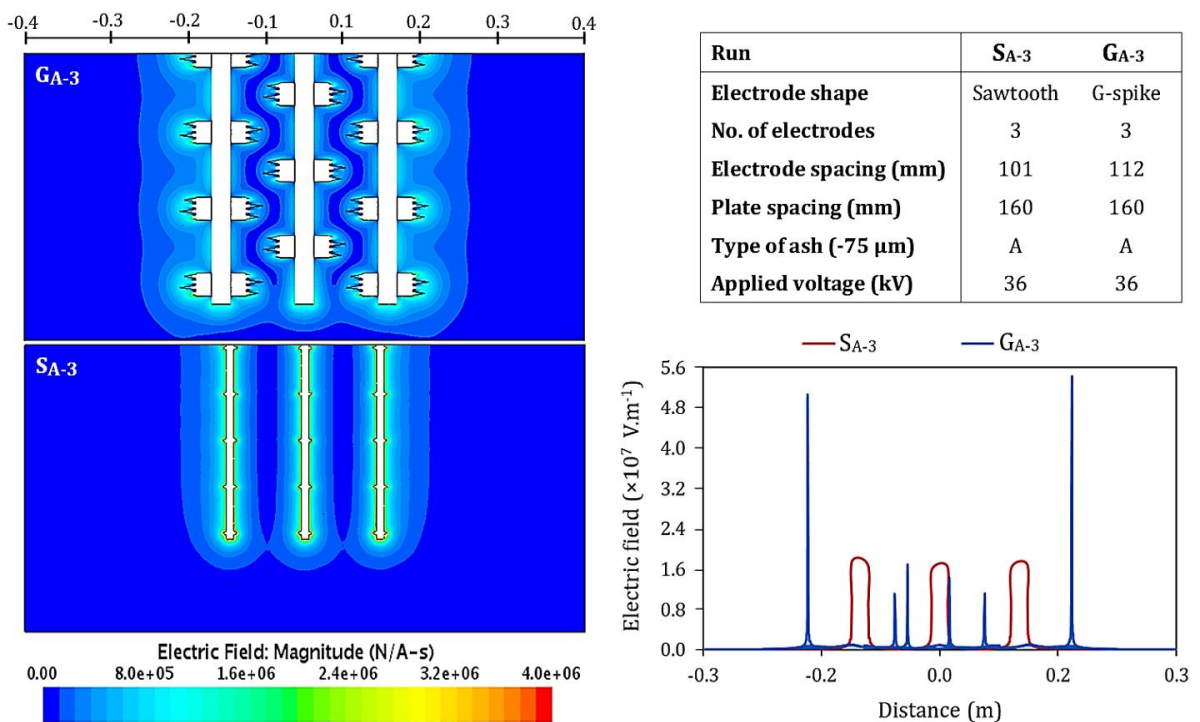 -0.4 -0.3 -0.2 -0.1 0.1 0.2 0.3 0.4
GA-3
SA-3
Electric Field: Magnitude (N/A-s)
0.00 8.0e+05 1.6e+06 2.4e+06 3.2e+06 4.0e+06
Run SA-3 GA-3
Electrode shape Sawtooth G-spike
No. of electrodes 3 3
Electrode spacing (mm) 101 112
Plate spacing (mm) 160 160
Type of ash (-75 μm) A A
Applied voltage (kV) 36 36
SA-3 GA-3
Electric field (×10⁷ V.m⁻¹)
5.6
4.8
4.0
3.2
2.4
1.6
0.8
0.0
-0.3 -0.2 0.0 0.2 0.3
Distance (m)